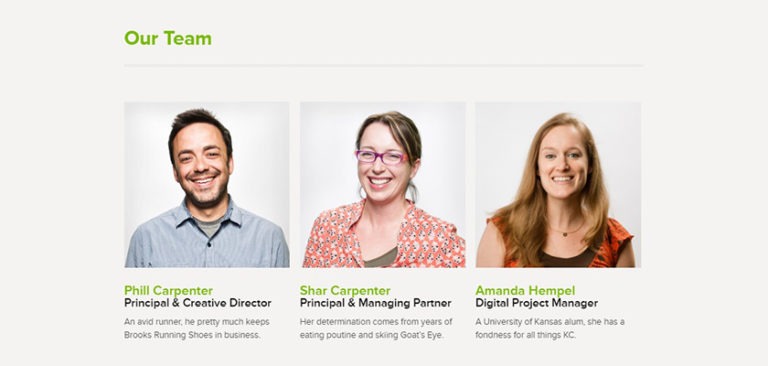 Our Team
Phill Carpenter
Principal & Creative Director
An avid runner, he pretty much keeps
Brooks Running Shoes in business.
Shar Carpenter
Principal & Managing Partner
Her determination comes from years of
eating poutine and skiing Goat's Eye.
Amanda Hempel
Digital Project Manager
A University of Kansas alum, she has a
fondness for all things KC.